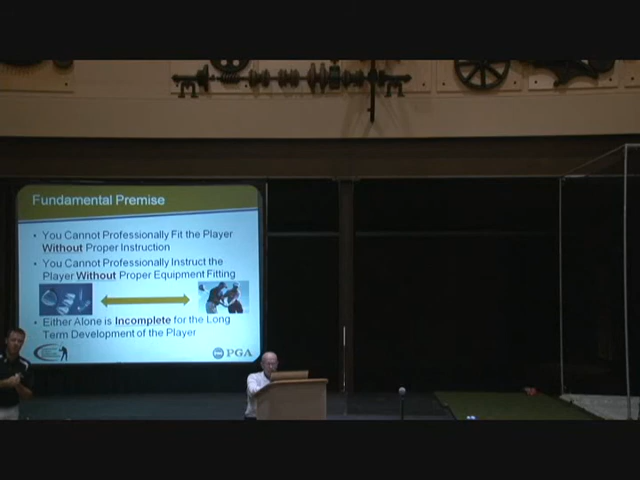 Fundamental Premise
• You Cannot Professionally Fit the Player
Without Proper Instruction
• You Cannot Professionally Instruct the
Player Without Proper Equipment Fitting
• Either Alone is Incomplete for the Long
Term Development of the Player
PGA